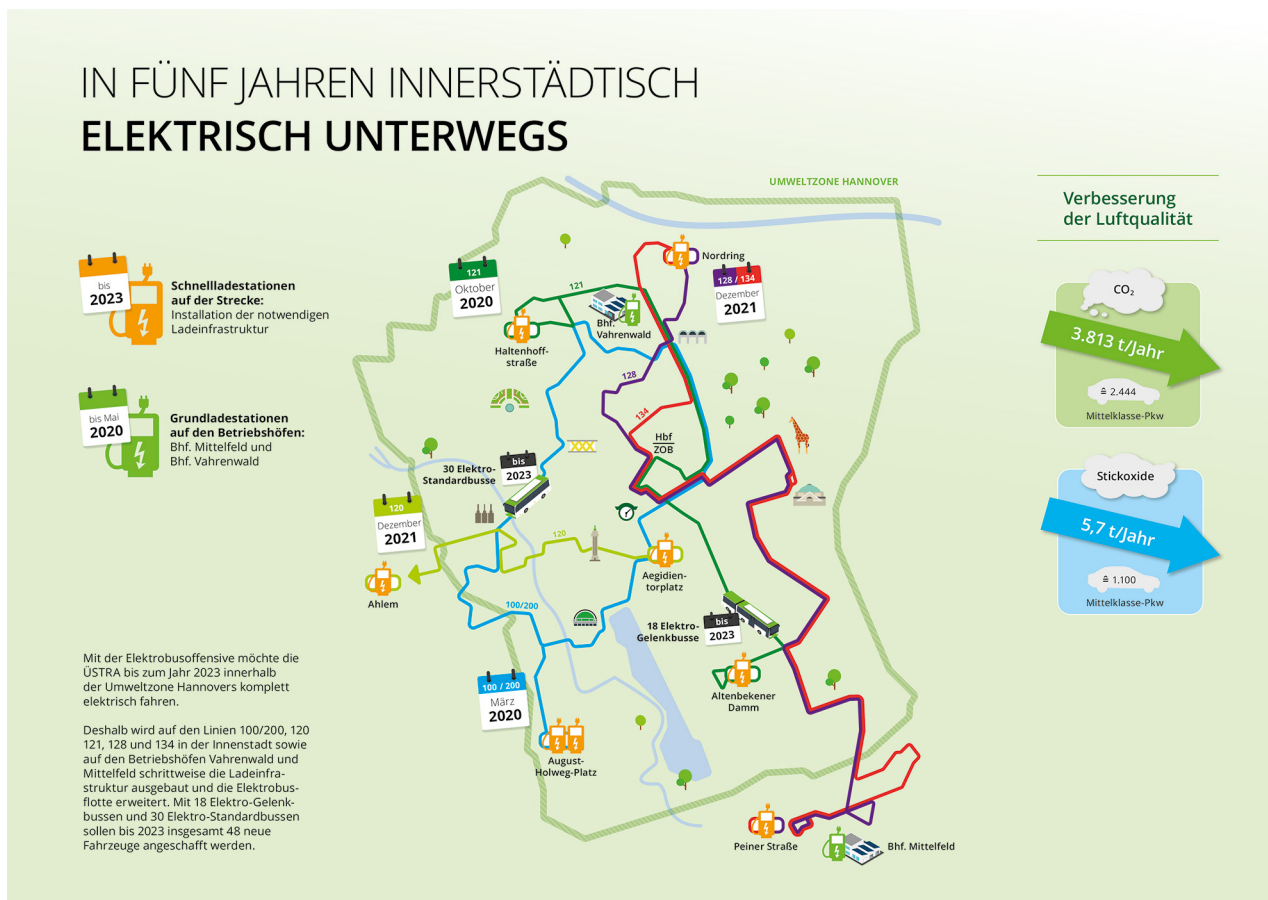 IN FÜNF JAHREN INNERSTÄDTISCH
ELEKTRISCH UNTERWEGS
UMWELTZONE HANNOVER
Verbesserung
der Luftqualität
bis
2023
Schnellladestationen
auf der Strecke:
Installation der notwendigen
Ladeinfrastruktur
bis Mai
2020
Grundladestationen
auf den Betriebshöfen:
Bhf. Mittelfeld und
Bhf. Vahrenwald
121
Oktober
2020
121
Nordring
128 / 134
Dezember
2021
Bhf.
Vahrenwald
Haltenhoff-
straße
128
134
Hbf
ZOB
30 Elektro-
Standardbusse
bis
2023
120
Dezember
2021
120
Ahlem
Aegidien-
torplatz
100/200
18 Elektro-
Gelenkbusse
bis
2023
100 / 200
März
2020
Altenbekener
Damm
August-
Holweg-Platz
Peiner Straße
Bhf. Mittelfeld
CO₂
3.813 t/Jahr
≙ 2.444
Mittelklasse-Pkw
Stickoxide
5,7 t/Jahr
≙ 1.100
Mittelklasse-Pkw
Mit der Elektrobusoffensive möchte die
ÜSTRA bis zum Jahr 2023 innerhalb
der Umweltzone Hannovers komplett
elektrisch fahren.
Deshalb wird auf den Linien 100/200, 120
121, 128 und 134 in der Innenstadt sowie
auf den Betriebshöfen Vahrenwald und
Mittelfeld schrittweise die Ladeinfra-
struktur ausgebaut und die Elektrobus-
flotte erweitert. Mit 18 Elektro-Gelenk-
bussen und 30 Elektro-Standardbussen
sollen bis 2023 insgesamt 48 neue
Fahrzeuge angeschafft werden.